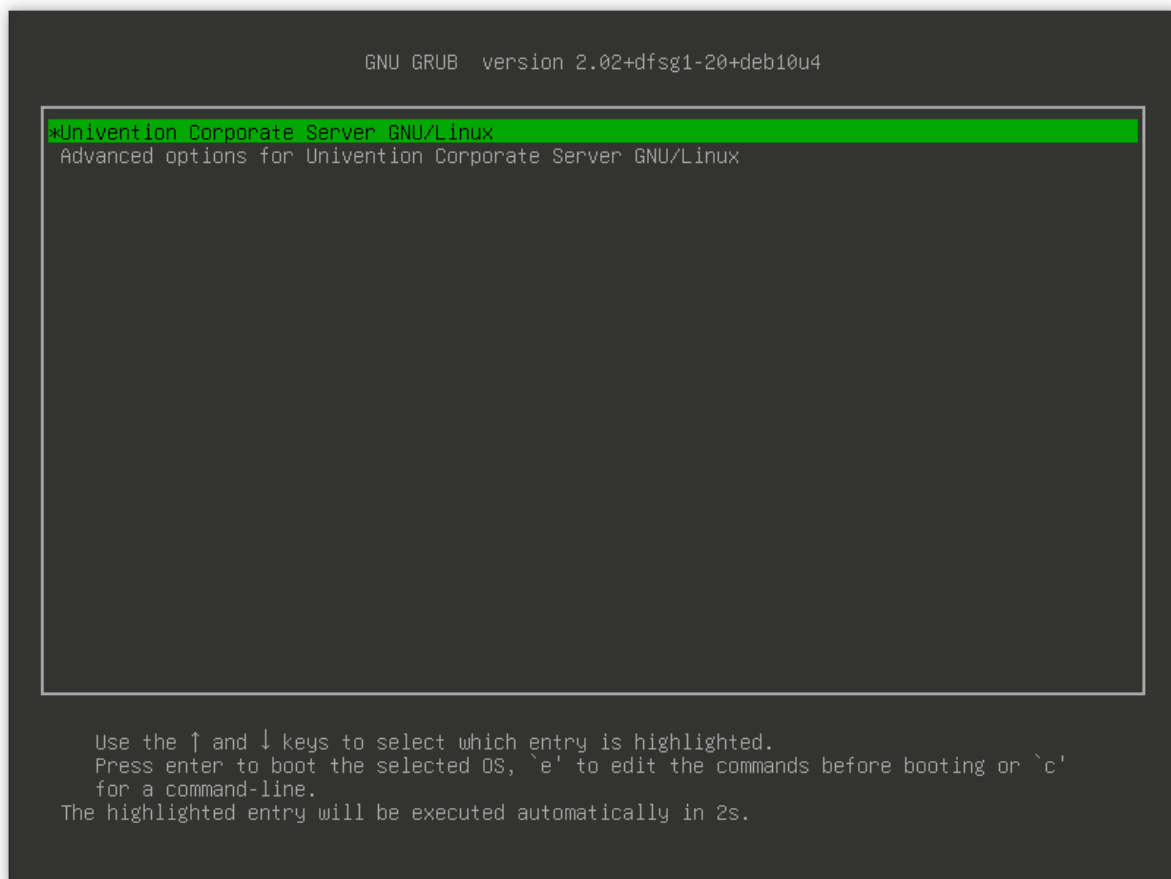 GNU GRUB  version 2.02+dfsg1-20+deb10u4
*Univention Corporate Server GNU/Linux
Advanced options for Univention Corporate Server GNU/Linux
Use the ↑ and ↓ keys to select which entry is highlighted.
Press enter to boot the selected OS, `e' to edit the commands before booting or `c'
for a command-line.
The highlighted entry will be executed automatically in 2s.